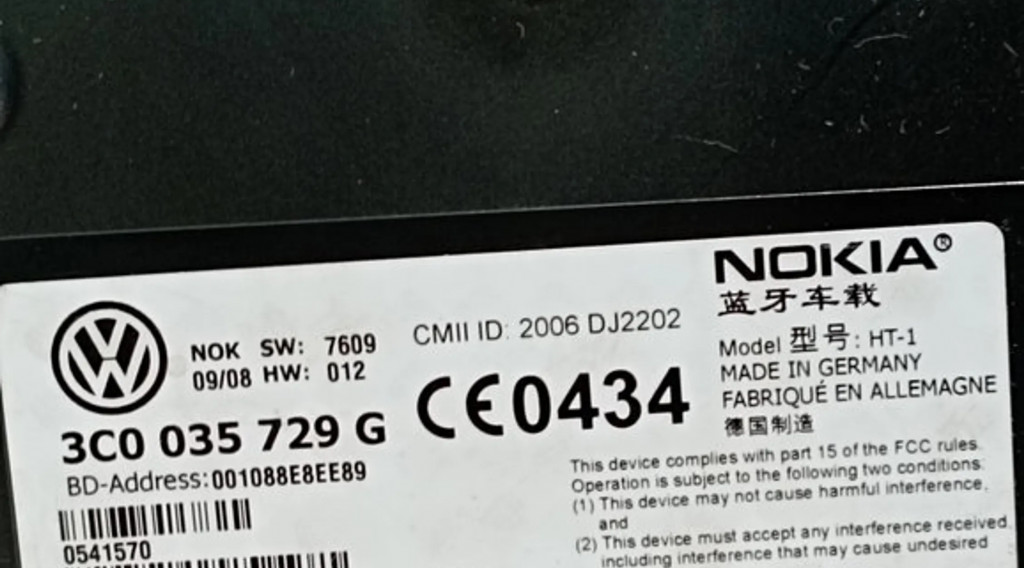 NOKIA®
蓝牙车载
Model 型号: HT-1
MADE IN GERMANY
FABRIQUÉ EN ALLEMAGNE
德国制造
CMII ID: 2006 DJ2202
CE0434
NOK SW: 7609
09/08 HW: 012
3C0 035 729 G
BD-Address:001088E8EE89
0541570
This device complies with part 15 of the FCC rules.
Operation is subject to the following two conditions:
(1) This device may not cause harmful interference,
and
(2) This device must accept any interference received,
including interference that may cause undesired